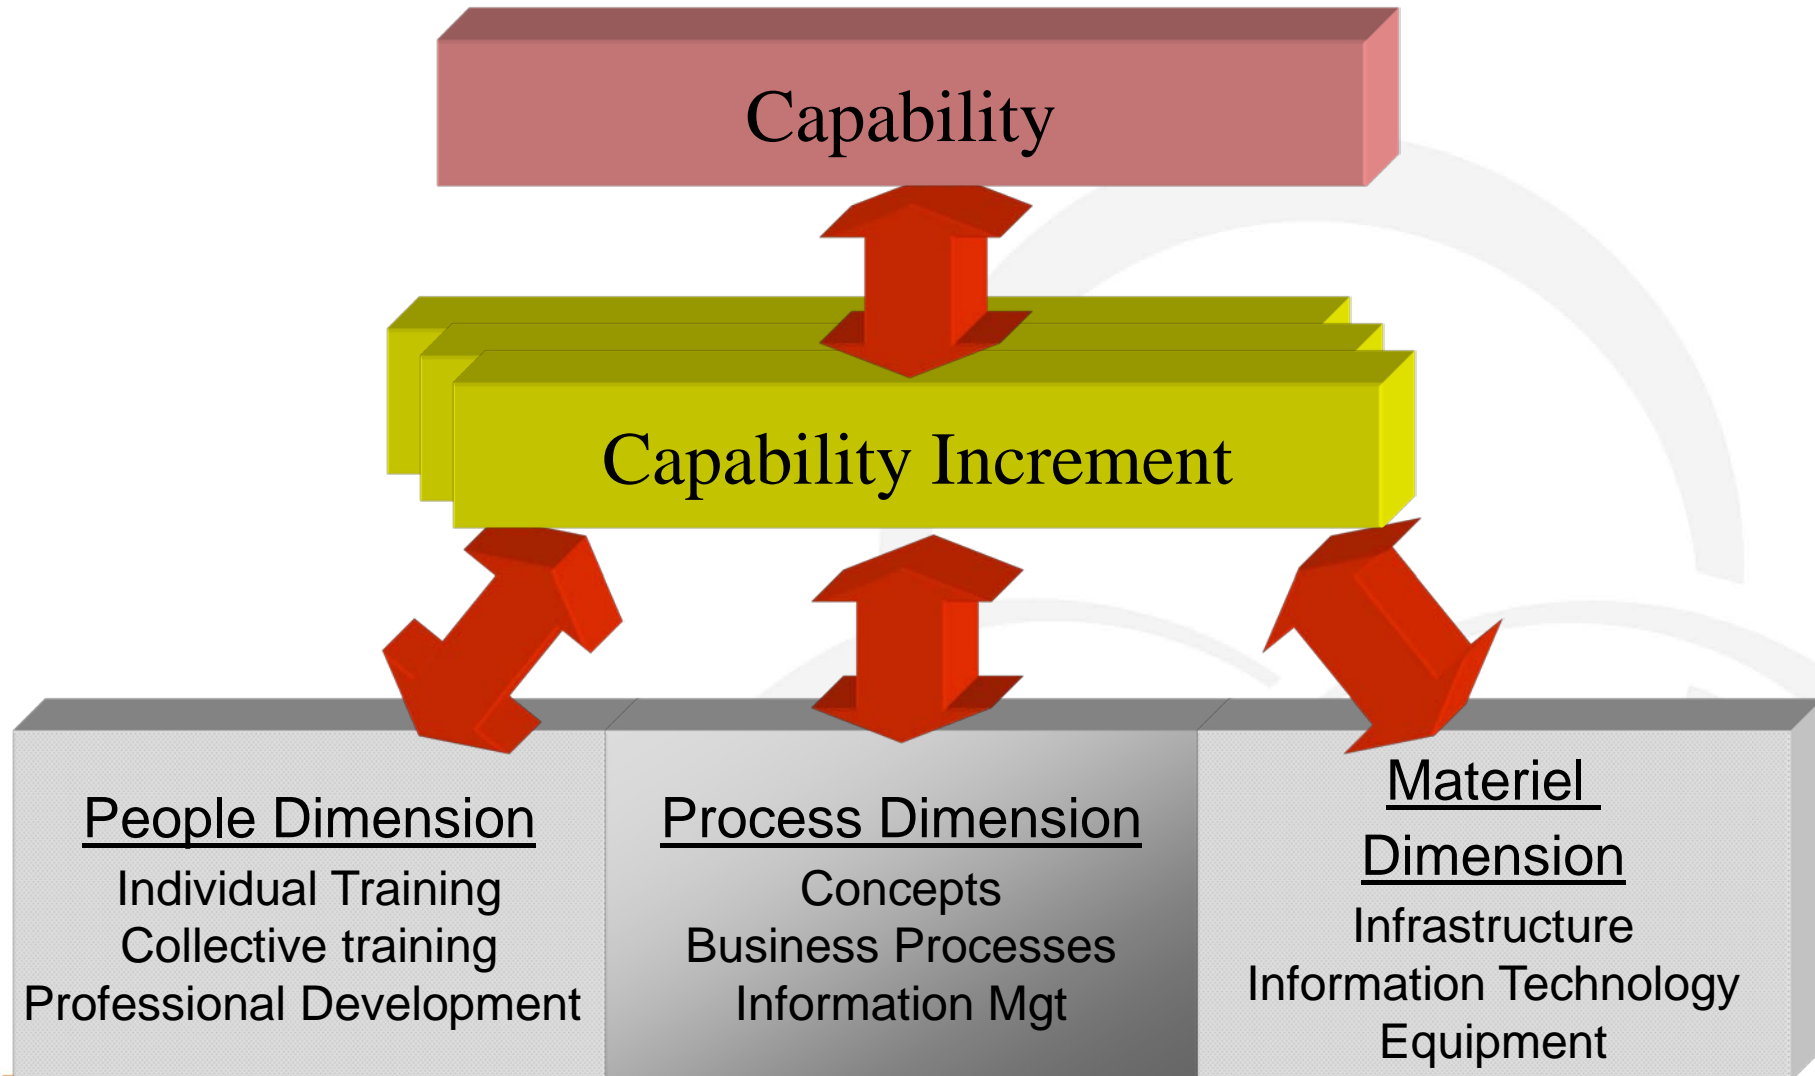 Capability
Capability Increment
People Dimension
Individual Training
Collective training
Professional Development
Process Dimension
Concepts
Business Processes
Information Mgt
Materiel
Dimension
Infrastructure
Information Technology
Equipment